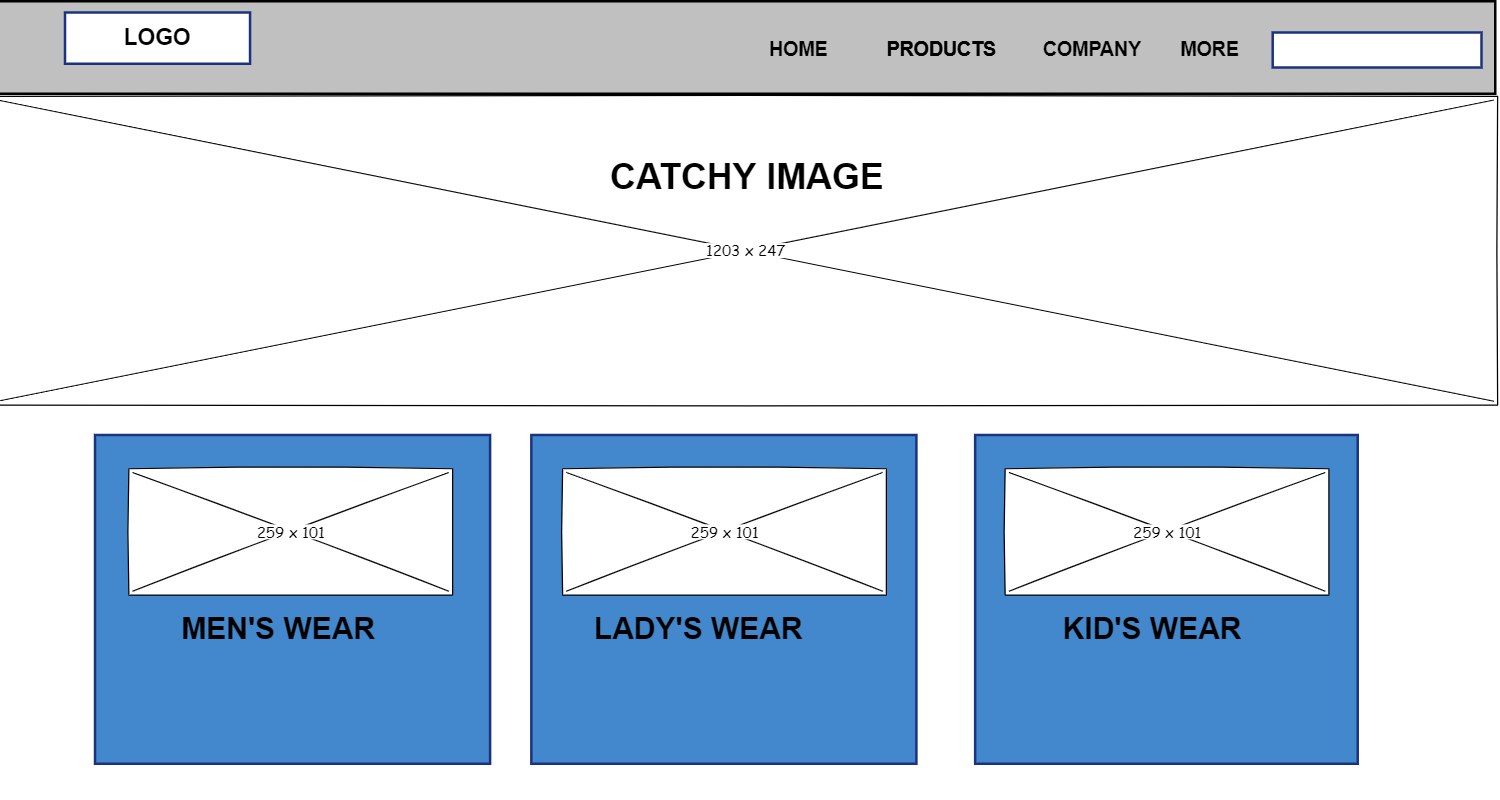 LOGO
HOME PRODUCTS COMPANY MORE
CATCHY IMAGE
1203 x 247
259 x 101
259 x 101
259 x 101
MEN'S WEAR
LADY'S WEAR
KID'S WEAR